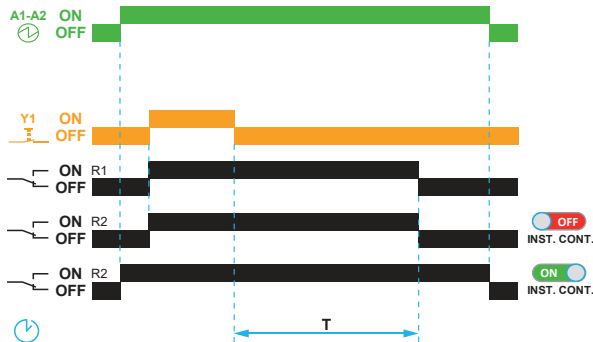 A1-A2 ON
OFF
Y1 ON
OFF
ON R1
OFF
ON R2
OFF
OFF
INST. CONT.
ON R2
OFF
ON
INST. CONT.
T